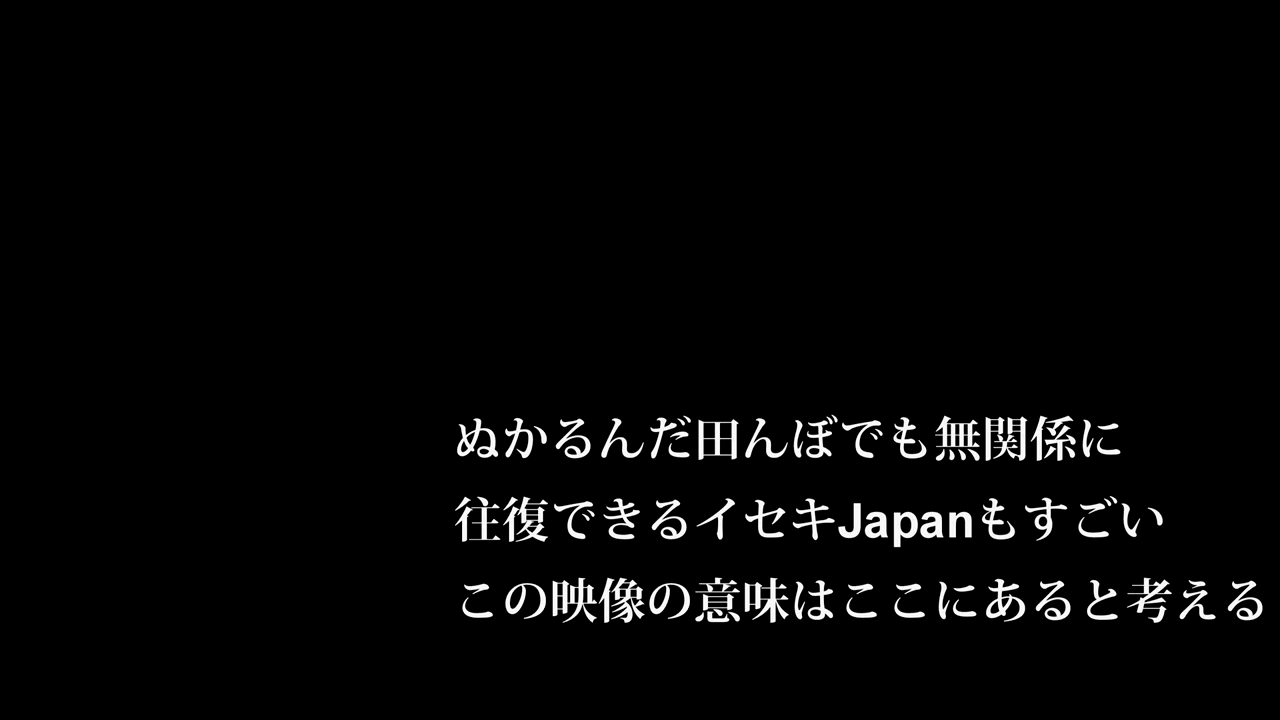 ぬかるんだ田んぼでも無関係に
往復できるイセキJapanもすごい
この映像の意味はここにあると考える